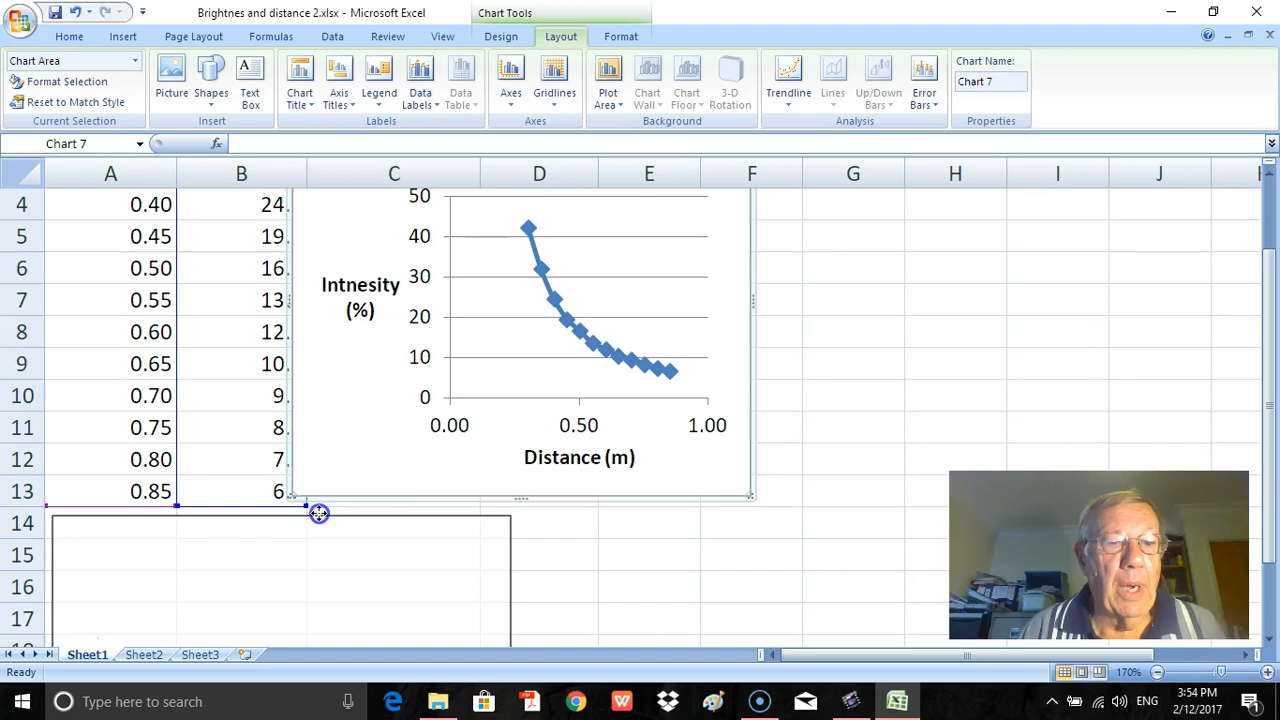 Brightnes and distance 2.xlsx - Microsoft Excel
Chart Tools
Home Insert Page Layout Formulas Data Review View Design Layout Format
Chart Area
Format Selection
Reset to Match Style
Current Selection
Picture Shapes Text Box
Insert
Chart Title Axis Titles Legend Data Labels Data Table
Labels
Axes Gridlines
Axes
Plot Area Chart Wall Chart Floor 3-D Rotation
Background
Trendline Lines Up/Down Bars Error Bars
Analysis
Chart Name:
Chart 7
Properties
Chart 7 fx
A B C D E F G H I J
4 0.40 24.
5 0.45 19.
6 0.50 16.
7 0.55 13.
8 0.60 12.
9 0.65 10.
10 0.70 9.
11 0.75 8.
12 0.80 7.
13 0.85 6.
14
15
16
17
50
40
30
20
10
0
Intnesity
(%)
0.00 0.50 1.00
Distance (m)
Sheet1 Sheet2 Sheet3
Ready
170%
Type here to search
ENG
3:54 PM
2/12/2017